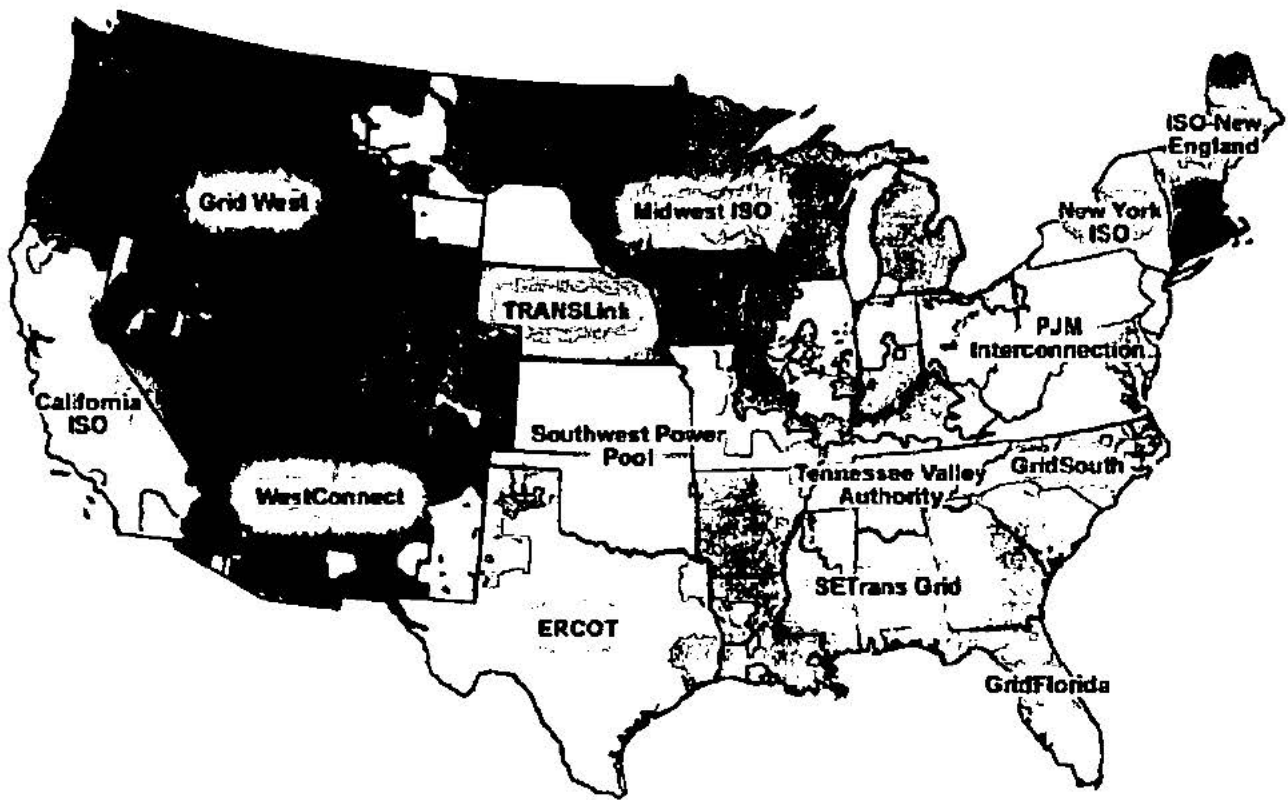 ISO-New
England
Grid West
Midwest ISO
New York
ISO
TRANSLink
PJM
Interconnection
California
ISO
Southwest Power
Pool
WestConnect
Tennessee Valley
Authority
GridSouth
SETrans Grid
ERCOT
GridFlorida